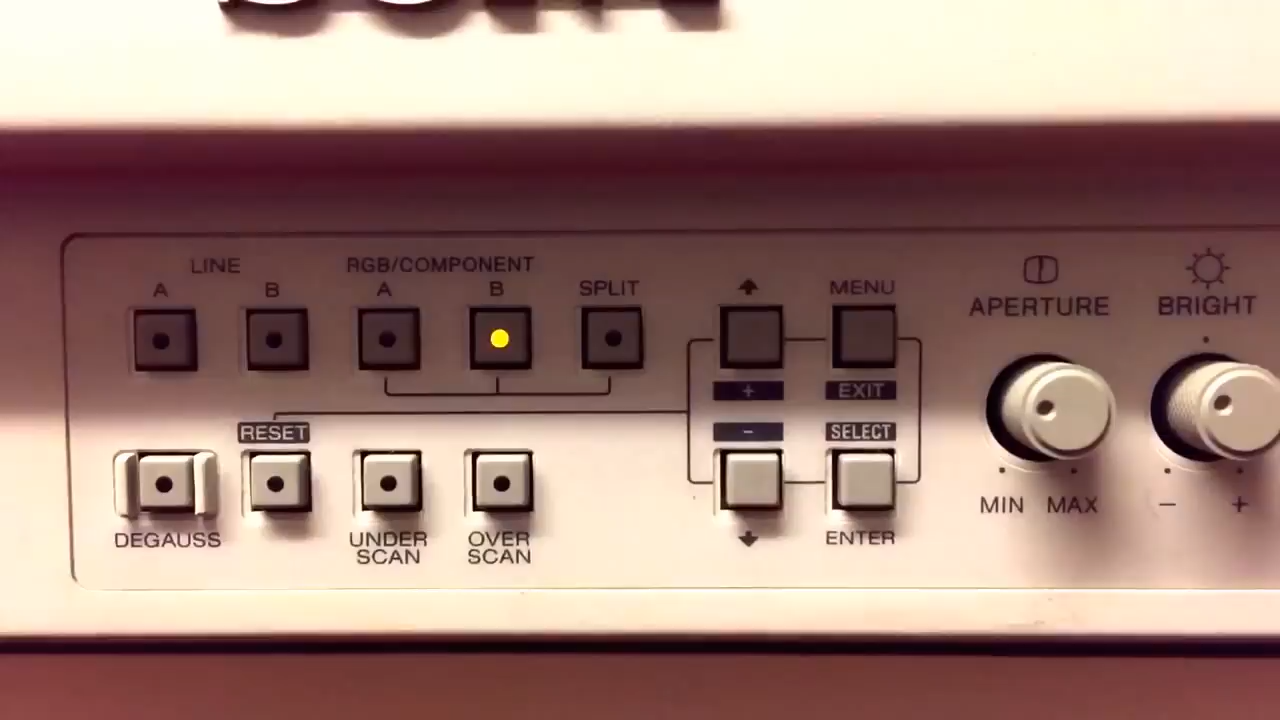 LINE
RGB/COMPONENT
A
B
A
B
SPLIT
MENU
APERTURE
BRIGHT
+
EXIT
RESET
-
SELECT
MIN
MAX
-
+
DEGAUSS
UNDER
SCAN
OVER
SCAN
ENTER